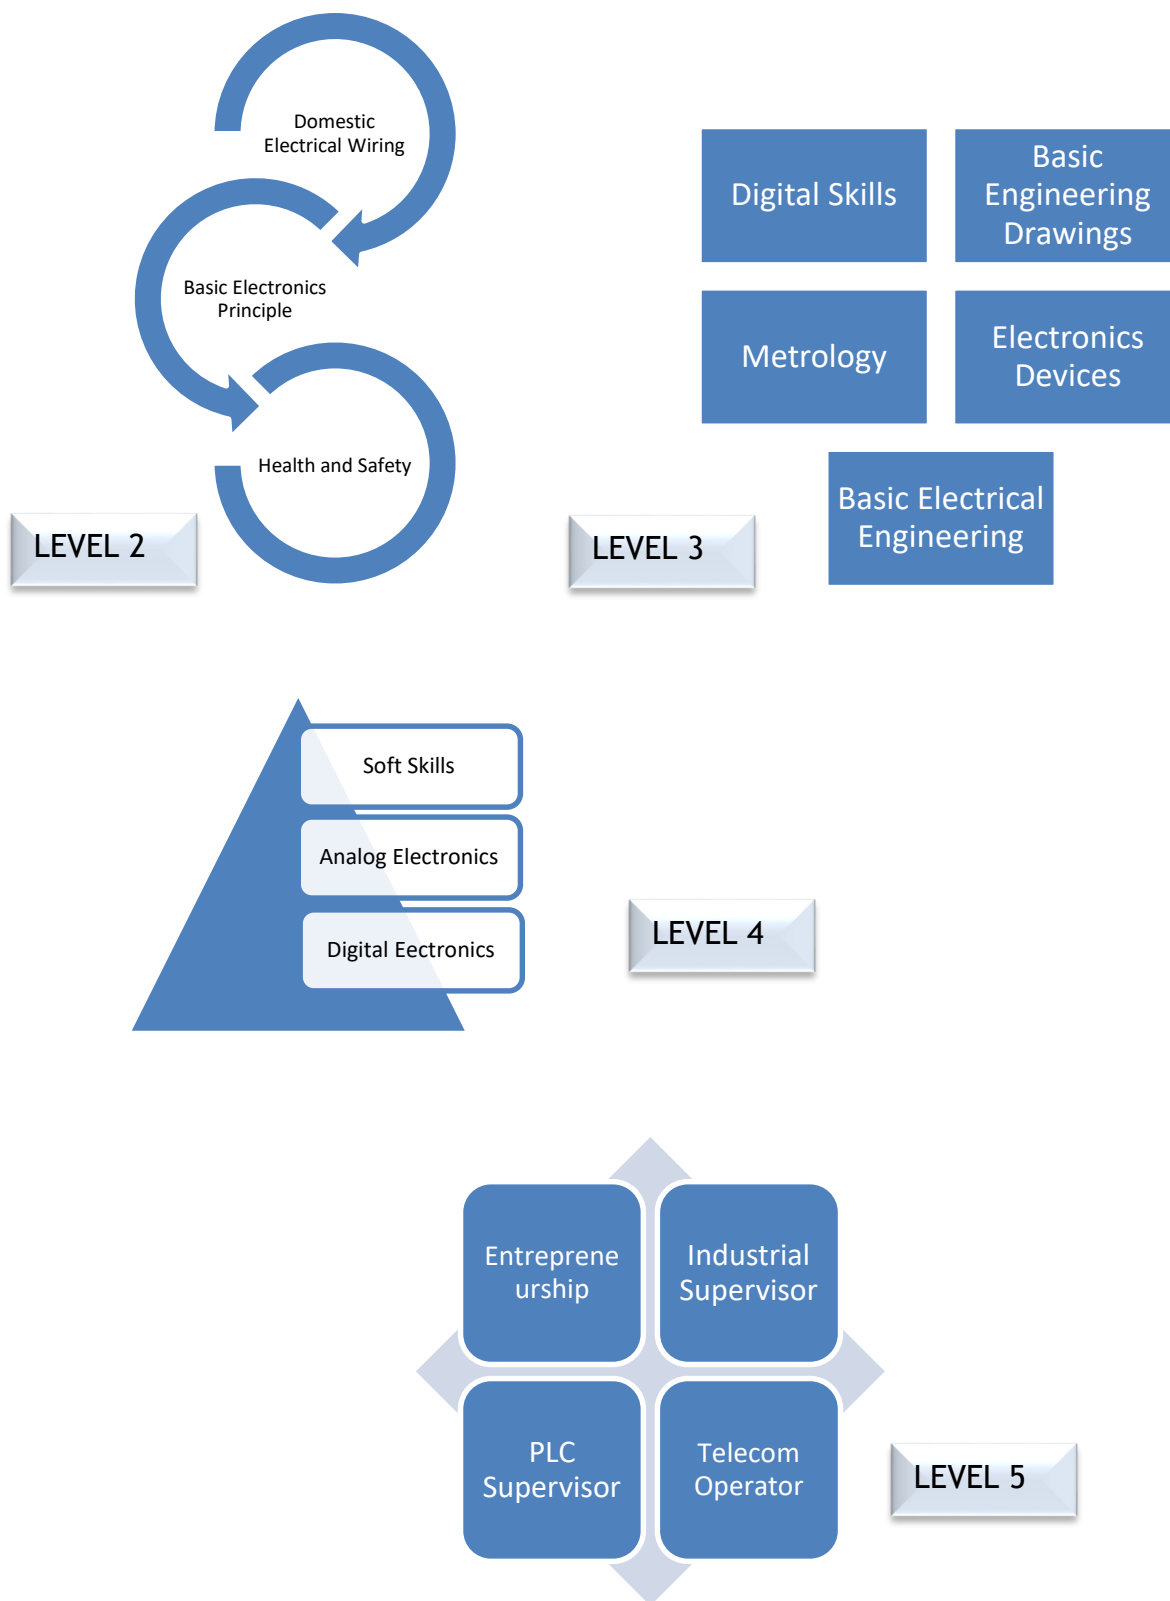 Domestic
Electrical Wiring
Basic Electronics
Principle
Health and Safety
LEVEL 2
Digital Skills
Basic
Engineering
Drawings
Metrology
Electronics
Devices
Basic Electrical
Engineering
LEVEL 3
Soft Skills
Analog Electronics
Digital Eectronics
LEVEL 4
Entreprene
urship
Industrial
Supervisor
PLC
Supervisor
Telecom
Operator
LEVEL 5